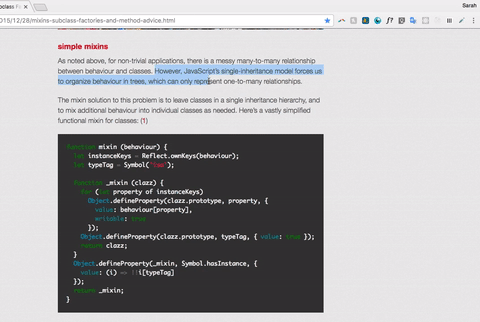 ubclass F
Sarah
015/12/28/mixins-subclass-factories-and-method-advice.html
simple mixins
As noted above, for non-trivial applications, there is a messy many-to-many relationship
between behaviour and classes. However, JavaScript's single-inheritance model forces us
to organize behaviour in trees, which can only represent one-to-many relationships.
The mixin solution to this problem is to leave classes in a single inheritance hierarchy, and
to mix additional behaviour into individual classes as needed. Here's a vastly simplified
functional mixin for classes: (1)
function mixin (behaviour) {
let instanceKeys = Reflect.ownKeys(behaviour);
let typeTag = Symbol("isa");
function _mixin (clazz) {
for (let property of instanceKeys)
Object.defineProperty(clazz.prototype, property, {
value: behaviour[property],
writable: true
});
Object.defineProperty(clazz.prototype, typeTag, { value: true });
return clazz;
}
Object.defineProperty(_mixin, Symbol.hasInstance, {
value: (i) => !!i[typeTag]
});
return _mixin;
}